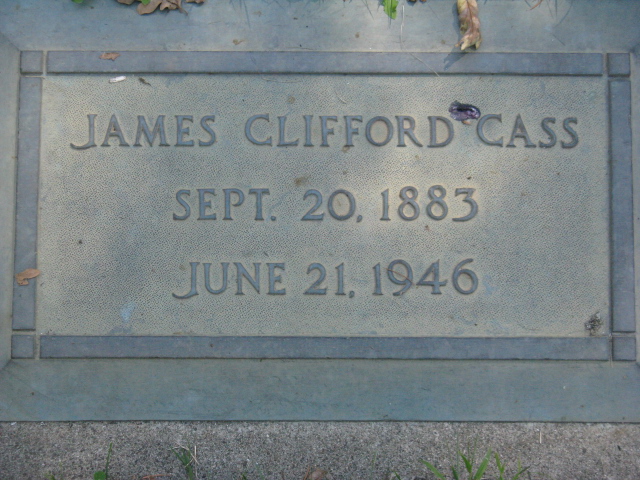 JAMES CLIFFORD CASS
SEPT. 20, 1883
JUNE 21, 1946